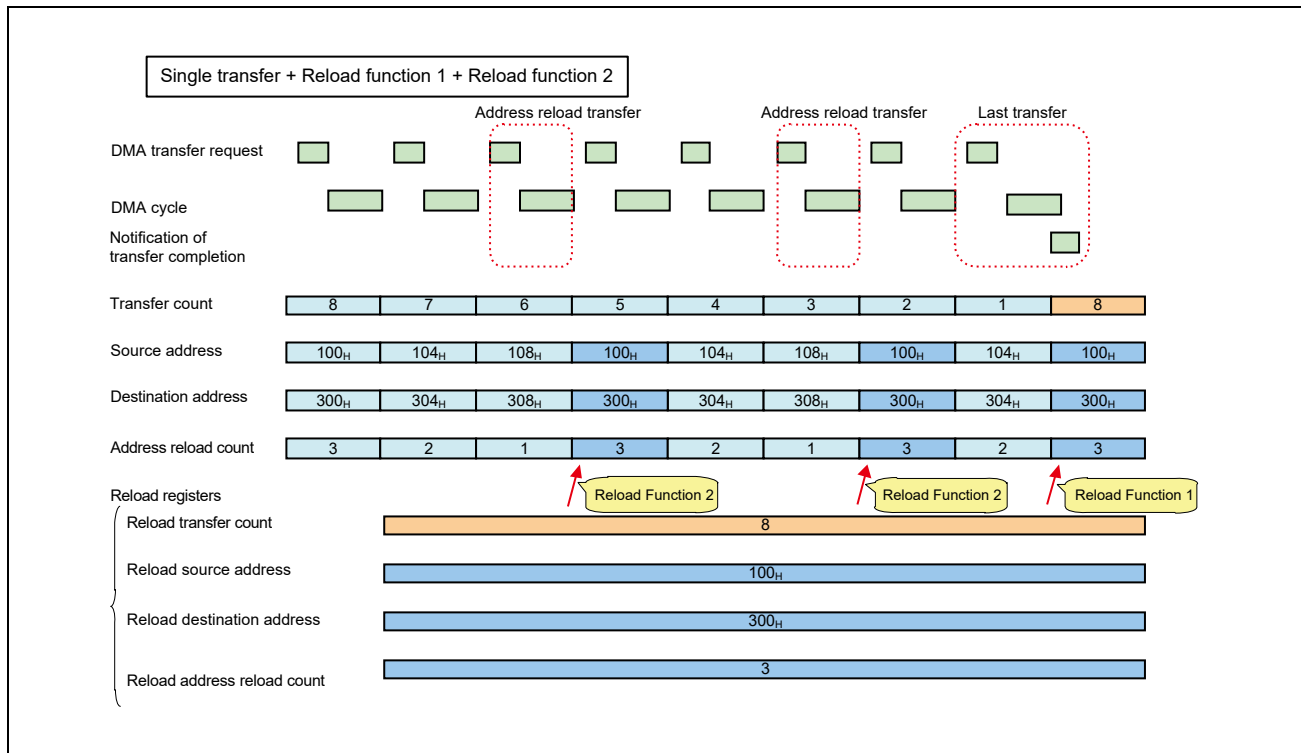 Single transfer + Reload function 1 + Reload function 2
Address reload transfer Address reload transfer Last transfer
DMA transfer request
DMA cycle
Notification of
transfer completion
Transfer count 8 7 6 5 4 3 2 1 8
Source address 100H 104H 108H 100H 104H 108H 100H 104H 100H
Destination address 300H 304H 308H 300H 304H 308H 300H 304H 300H
Address reload count 3 2 1 3 2 1 3 2 3
Reload registers Reload Function 2 Reload Function 2 Reload Function 1
Reload transfer count 8
Reload source address 100H
Reload destination address 300H
Reload address reload count 3